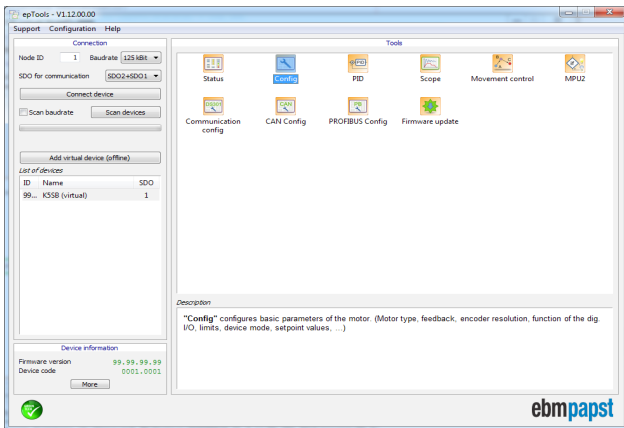 epTools - V1.12.00.00
Support Configuration Help
Connection
Node ID 1 Baudrate 125 kBit
SDO for communication SDO2+SDO1
Connect device
Scan baudrate Scan devices
Add virtual device (offline)
List of devices
ID Name SDO
99... K5SB (virtual) 1
Device information
Firmware version 99.99.99.99
Device code 0001.0001
More
Tools
Status Config PID Scope Movement control MPU2
Communication config CAN Config PROFIBUS Config Firmware update
Description
"Config" configures basic parameters of the motor. (Motor type, feedback, encoder resolution, function of the dig.
I/O, limits, device mode, setpoint values, ...)
ebmpapst